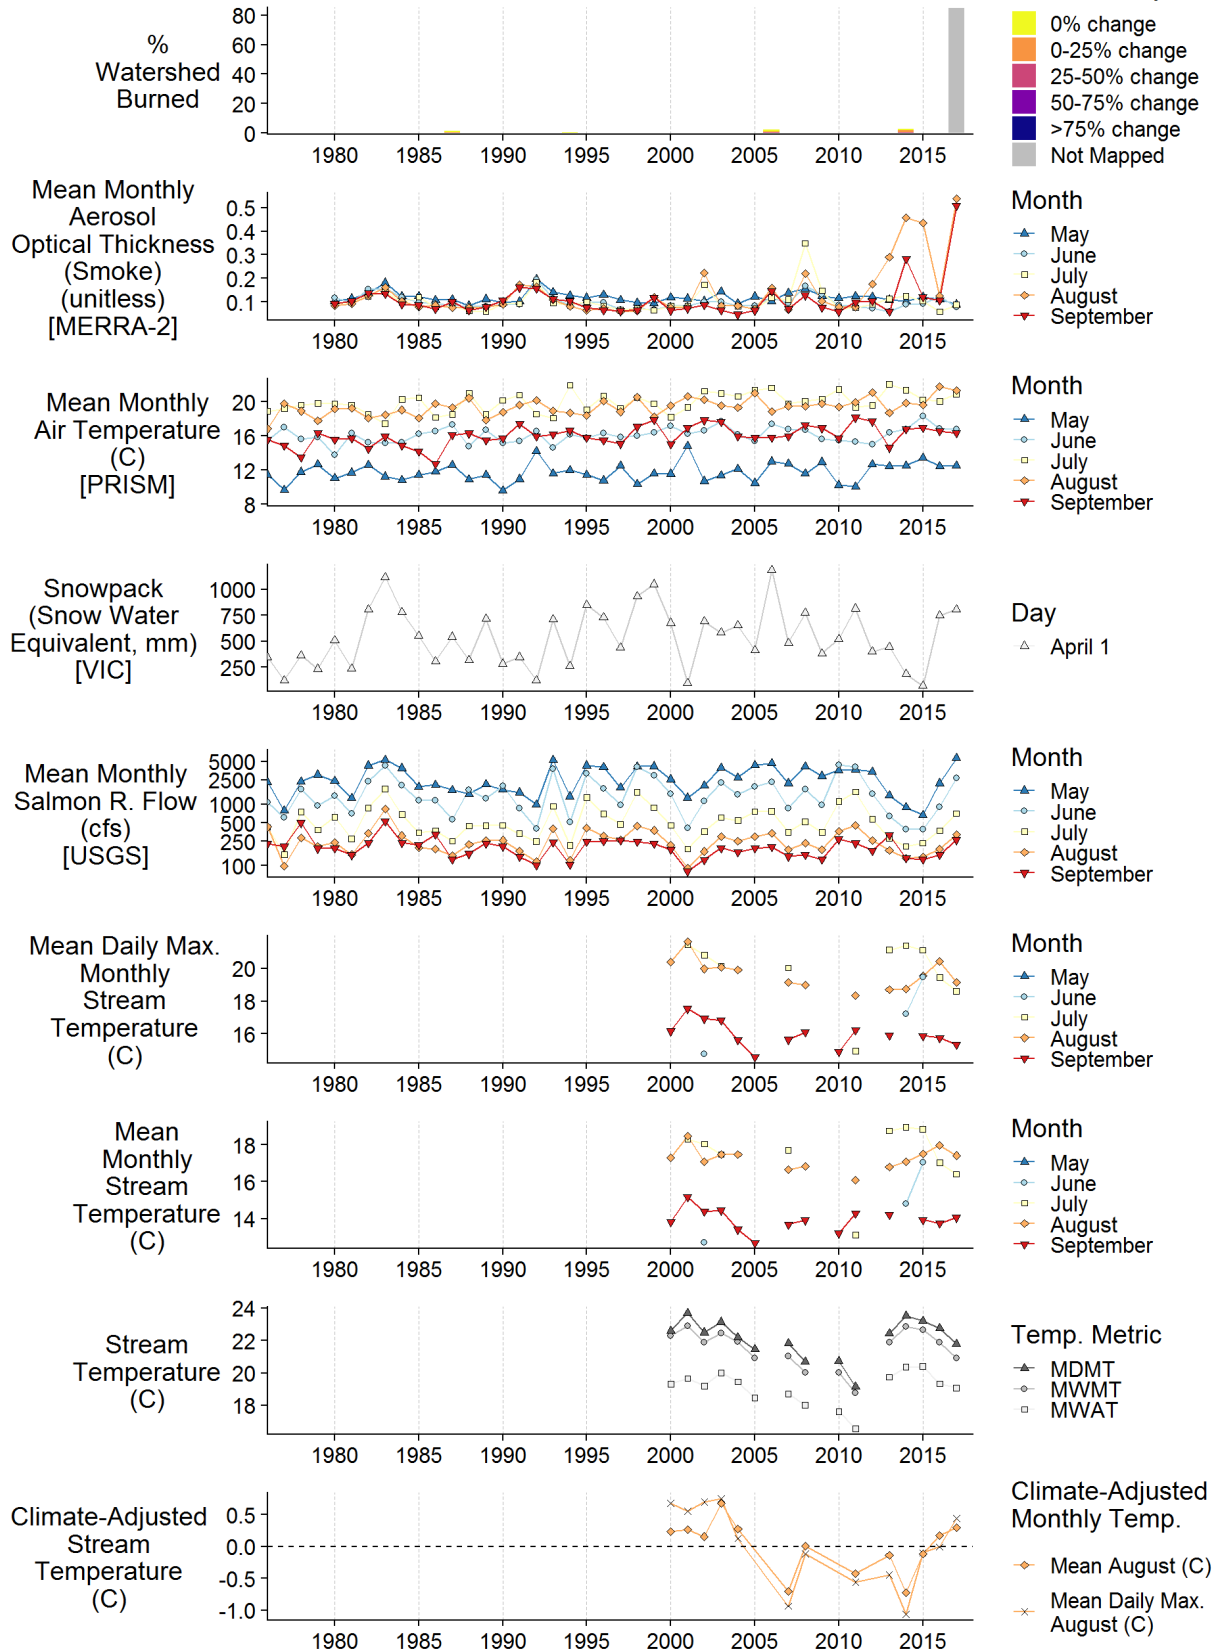 %
Watershed
Burned
80
60
40
20
0
1980 1985 1990 1995 2000 2005 2010 2015
0% change
0-25% change
25-50% change
50-75% change
>75% change
Not Mapped
Mean Monthly
Aerosol
Optical Thickness
(Smoke)
(unitless)
[MERRA-2]
0.5
0.4
0.3
0.2
0.1
1980 1985 1990 1995 2000 2005 2010 2015
Month
May
June
July
August
September
Mean Monthly
Air Temperature
(C)
[PRISM]
20
16
12
8
1980 1985 1990 1995 2000 2005 2010 2015
Month
May
June
July
August
September
Snowpack
(Snow Water
Equivalent, mm)
[VIC]
1000
750
500
250
1980 1985 1990 1995 2000 2005 2010 2015
Day
April 1
Mean Monthly
Salmon R. Flow
(cfs)
[USGS]
5000
2500
1000
500
250
100
1980 1985 1990 1995 2000 2005 2010 2015
Month
May
June
July
August
September
Mean Daily Max.
Monthly
Stream
Temperature
(C)
20
18
16
1980 1985 1990 1995 2000 2005 2010 2015
Month
May
June
July
August
September
Mean
Monthly
Stream
Temperature
(C)
18
16
14
1980 1985 1990 1995 2000 2005 2010 2015
Month
May
June
July
August
September
Stream
Temperature
(C)
24
22
20
18
1980 1985 1990 1995 2000 2005 2010 2015
Temp. Metric
MDMT
MWMT
MWAT
Climate-Adjusted
Stream
Temperature
(C)
0.5
0.0
-0.5
-1.0
1980 1985 1990 1995 2000 2005 2010 2015
Climate-Adjusted
Monthly Temp.
Mean August (C)
Mean Daily Max.
August (C)